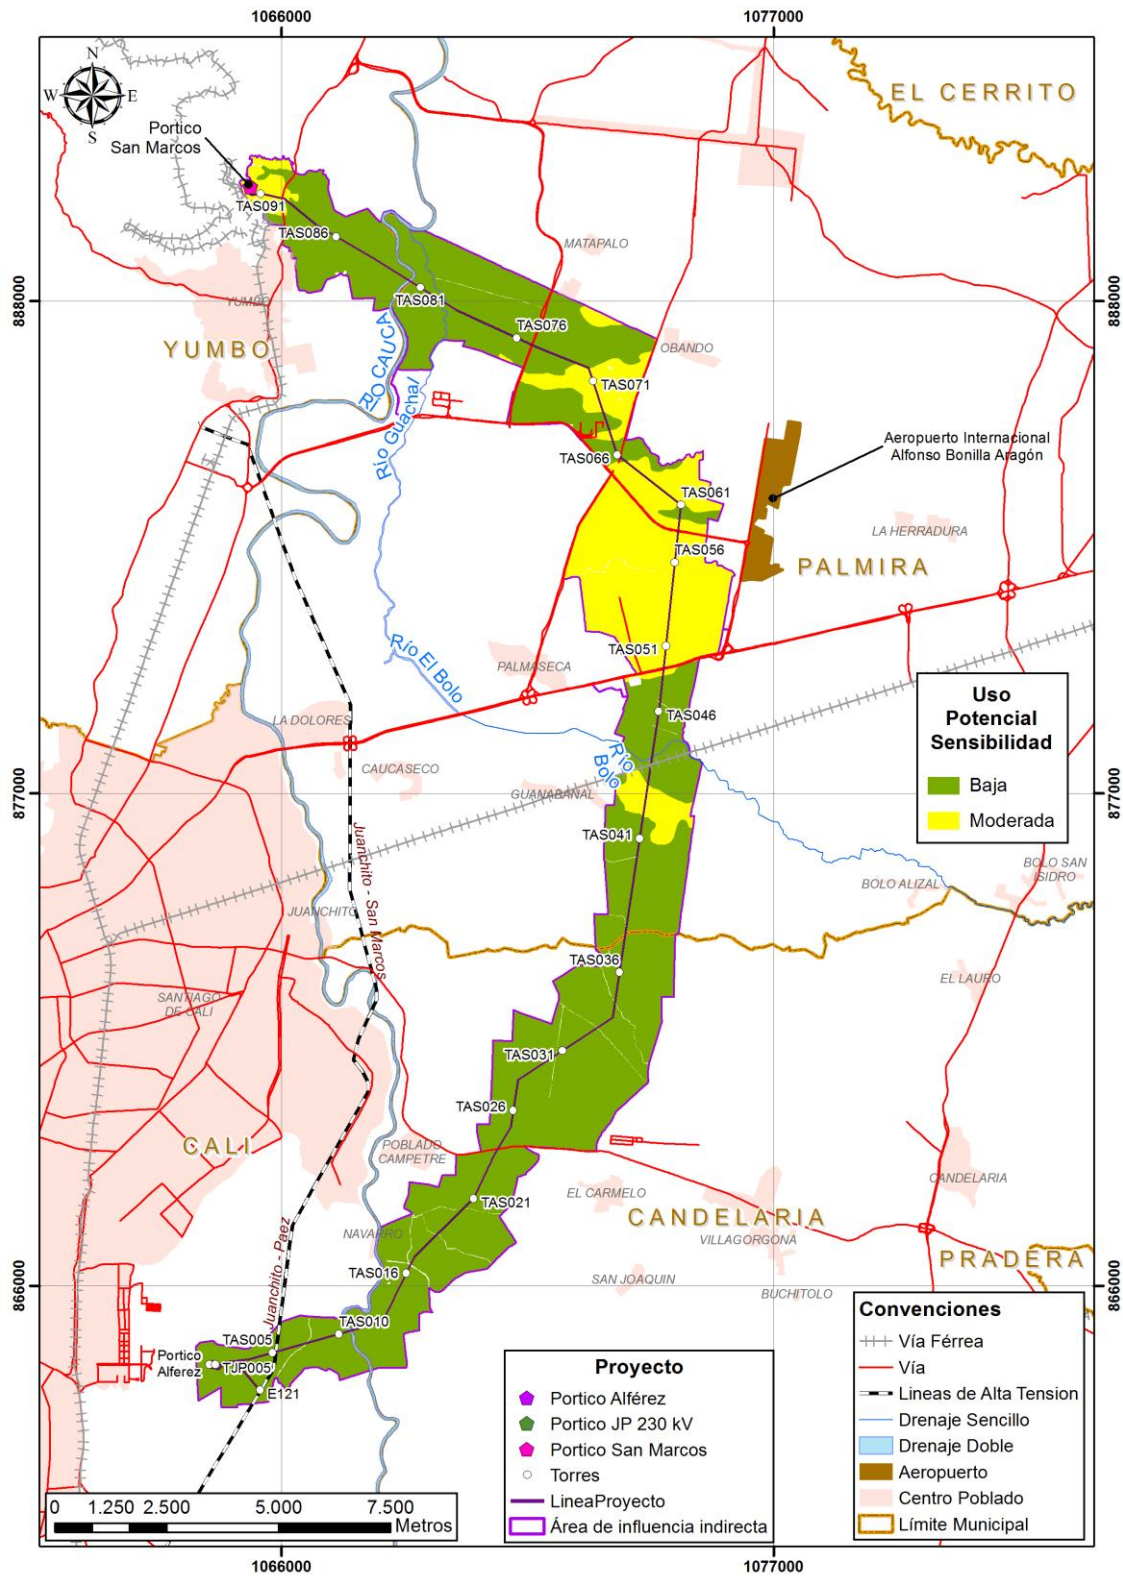 1066000
1077000
N
W
E
S
EL CERRITO
Portico
San Marcos
TAS091
TAS086
MATAPALO
TAS081
888000
888000
YUMBO
TAS076
YUMBO
RIO CAUCA
OBANDO
TAS071
Río Guachal
Aeropuerto Internacional
Alfonso Bonilla Aragón
TAS066
TAS061
LA HERRADURA
TAS056
PALMIRA
Río El Bolo
TAS051
PALMASECA
Uso
Potencial
Sensibilidad
Baja
Moderada
TAS046
LA DOLORES
Río
Bolo
CAUCASECO
877000
877000
GUANABANAL
TAS041
Juanchito - San Marcos
BOLO SAN
ISIDRO
BOLO ALIZAL
JUANCHITO
TAS036
EL LAURO
SANTIAGO
DE CALI
TAS031
TAS026
CALI
POBLADO
CAMPETRE
CANDELARIA
EL CARMELO
TAS021
CANDELARIA
VILLAGORGONA
NAVARRO
PRADERA
Juanchito - Paez
TAS016
SAN JOAQUIN
BUCHITOLO
866000
866000
TAS010
TAS005
Portico
Alferez
TJP005
E121
Proyecto
Portico Alférez
Portico JP 230 kV
Portico San Marcos
Torres
LineaProyecto
Área de influencia indirecta
Convenciones
Vía Férrea
Vía
Lineas de Alta Tension
Drenaje Sencillo
Drenaje Doble
Aeropuerto
Centro Poblado
Límite Municipal
0 1.250 2.500 5.000 7.500
Metros
1066000
1077000